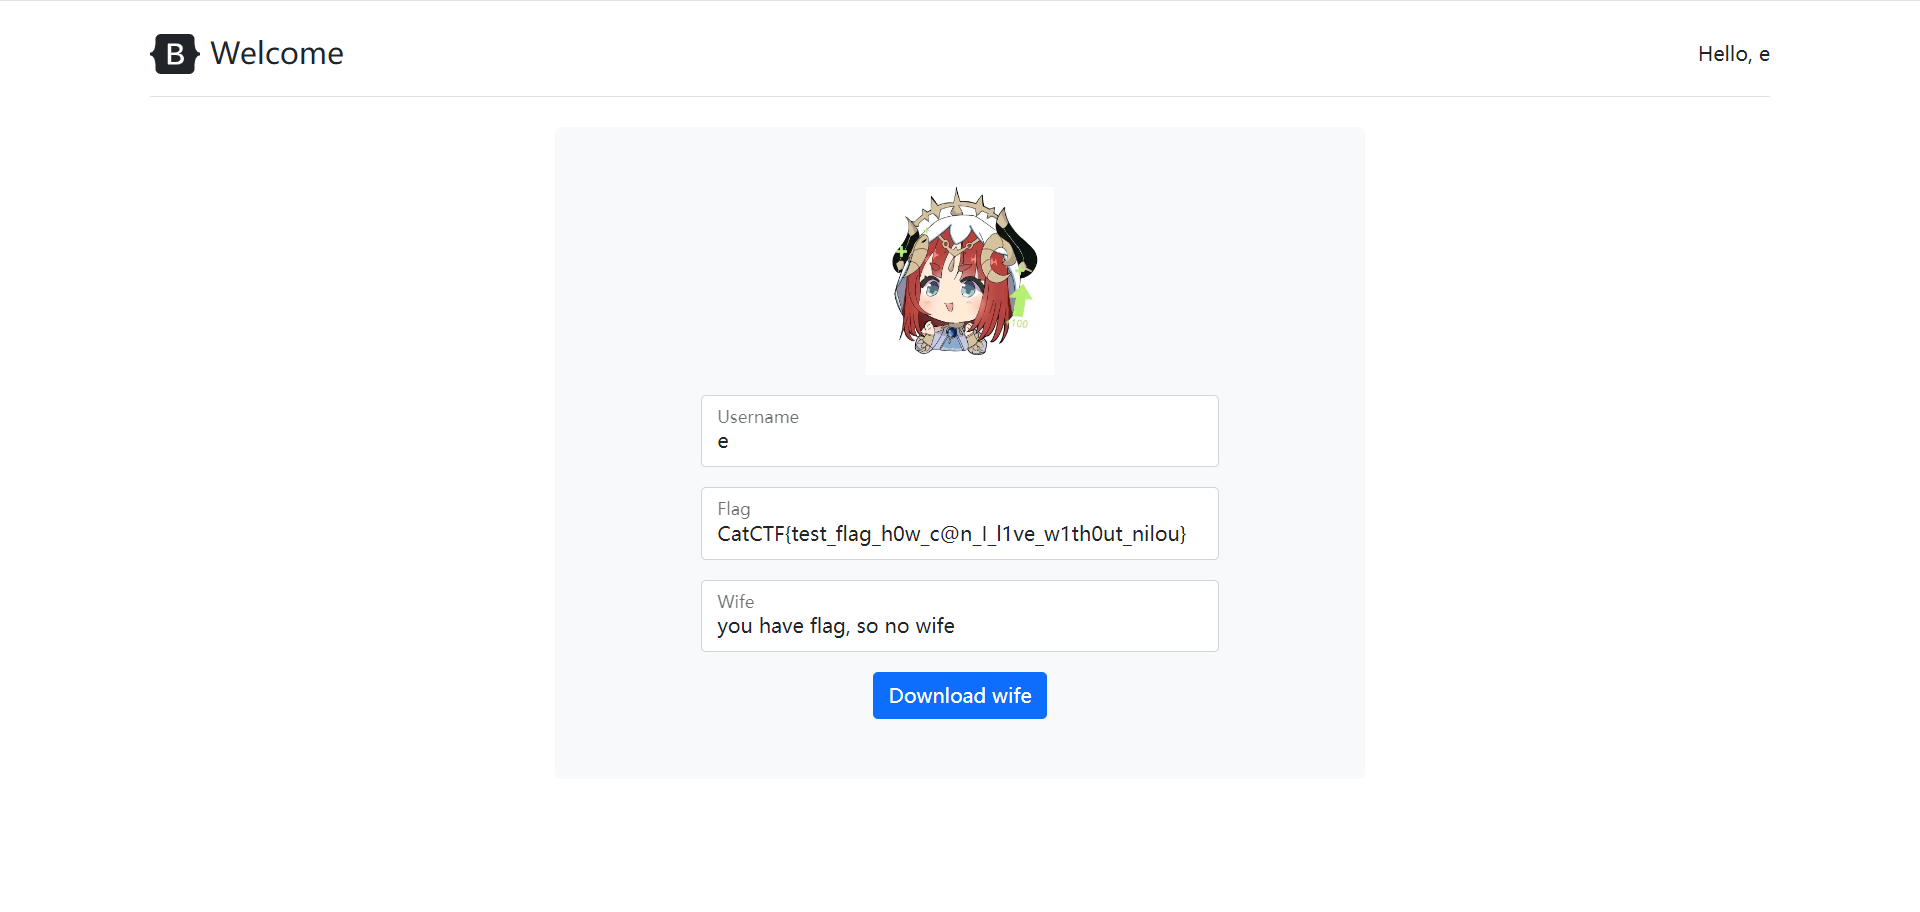 B Welcome
Hello, e
100
Username
e
Flag
CatCTF{test_flag_h0w_c@n_I_l1ve_w1th0ut_nilou}
Wife
you have flag, so no wife
Download wife